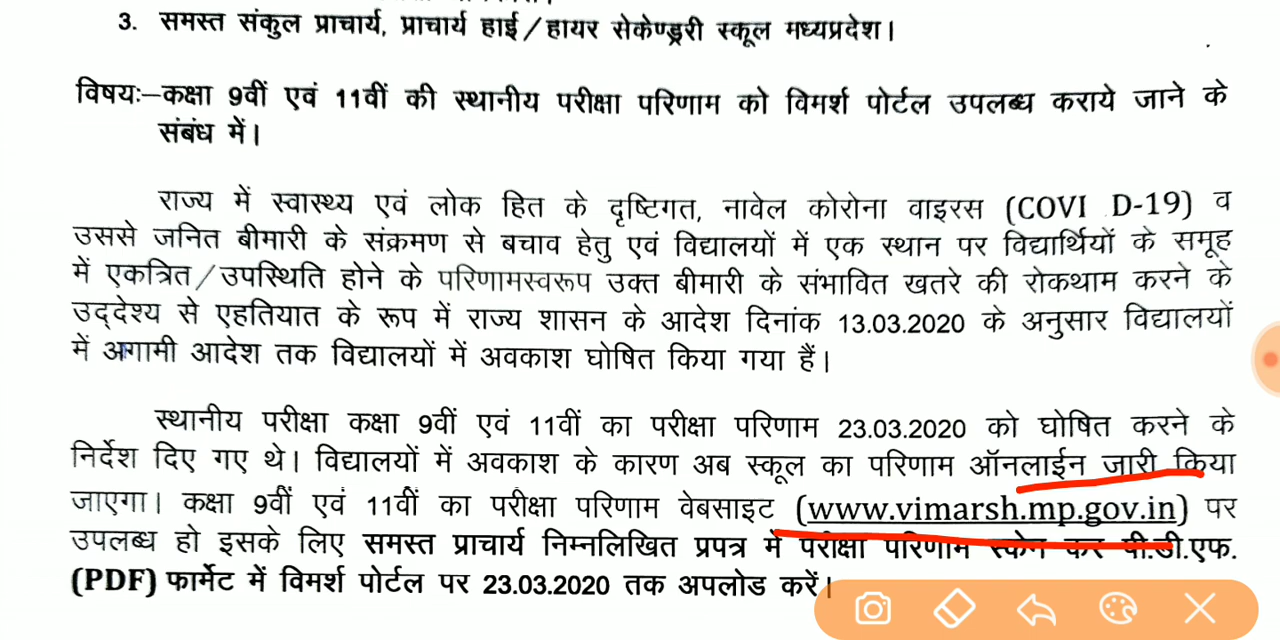 3. समस्त संकुल प्राचार्य, प्राचार्य हाई/हायर सेकेण्ड्ररी स्कूल मध्यप्रदेश।
विषयः–कक्षा 9वीं एवं 11वीं की स्थानीय परीक्षा परिणाम को विमर्श पोर्टल उपलब्ध कराये जाने के
संबंध में।
राज्य में स्वास्थ्य एवं लोक हित के दृष्टिगत, नावेल कोरोना वाइरस (COVI D-19) व
उससे जनित बीमारी के संक्रमण से बचाव हेतु एवं विद्यालयों में एक स्थान पर विद्यार्थियों के समूह
में एकत्रित/उपस्थिति होने के परिणामस्वरूप उक्त बीमारी के संभावित खतरे की रोकथाम करने के
उद्देश्य से एहतियात के रूप में राज्य शासन के आदेश दिनांक 13.03.2020 के अनुसार विद्यालयों
में अगामी आदेश तक विद्यालयों में अवकाश घोषित किया गया हैं।
स्थानीय परीक्षा कक्षा 9वीं एवं 11वीं का परीक्षा परिणाम 23.03.2020 को घोषित करने के
निर्देश दिए गए थे। विद्यालयों में अवकाश के कारण अब स्कूल का परिणाम ऑनलाईन जारी किया
जाएगा। कक्षा 9वीं एवं 11वीं का परीक्षा परिणाम वेबसाइट (www.vimarsh.mp.gov.in) पर
उपलब्ध हो इसके लिए समस्त प्राचार्य निम्नलिखित प्रपत्र में परीक्षा परिणाम स्केन कर पी.डी.एफ.
(PDF) फार्मेट में विमर्श पोर्टल पर 23.03.2020 तक अपलोड करें।